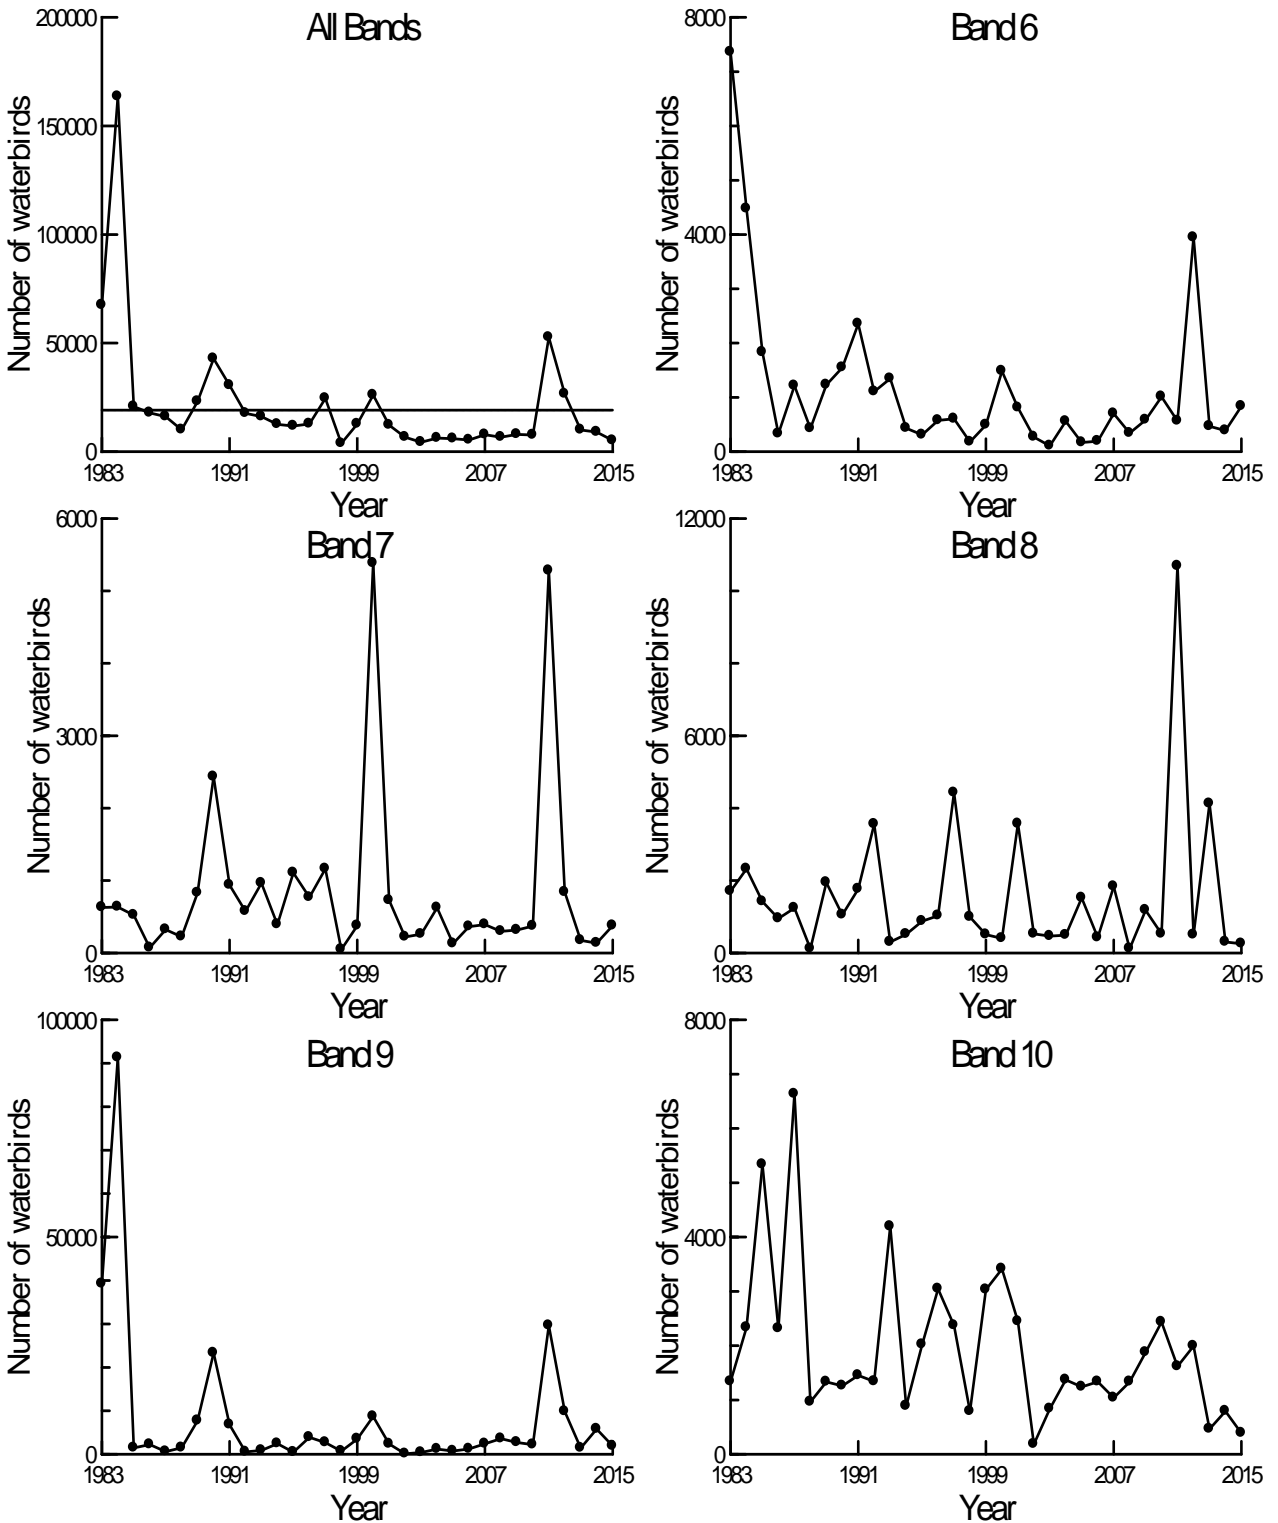 All Bands
Number of waterbirds
200000
150000
100000
50000
0
1983 1991 1999 2007 2015
Year
Band 6
Number of waterbirds
8000
4000
0
1983 1991 1999 2007 2015
Year
Band 7
Number of waterbirds
6000
3000
0
1983 1991 1999 2007 2015
Year
Band 8
Number of waterbirds
12000
6000
0
1983 1991 1999 2007 2015
Year
Band 9
Number of waterbirds
100000
50000
0
1983 1991 1999 2007 2015
Year
Band 10
Number of waterbirds
8000
4000
0
1983 1991 1999 2007 2015
Year